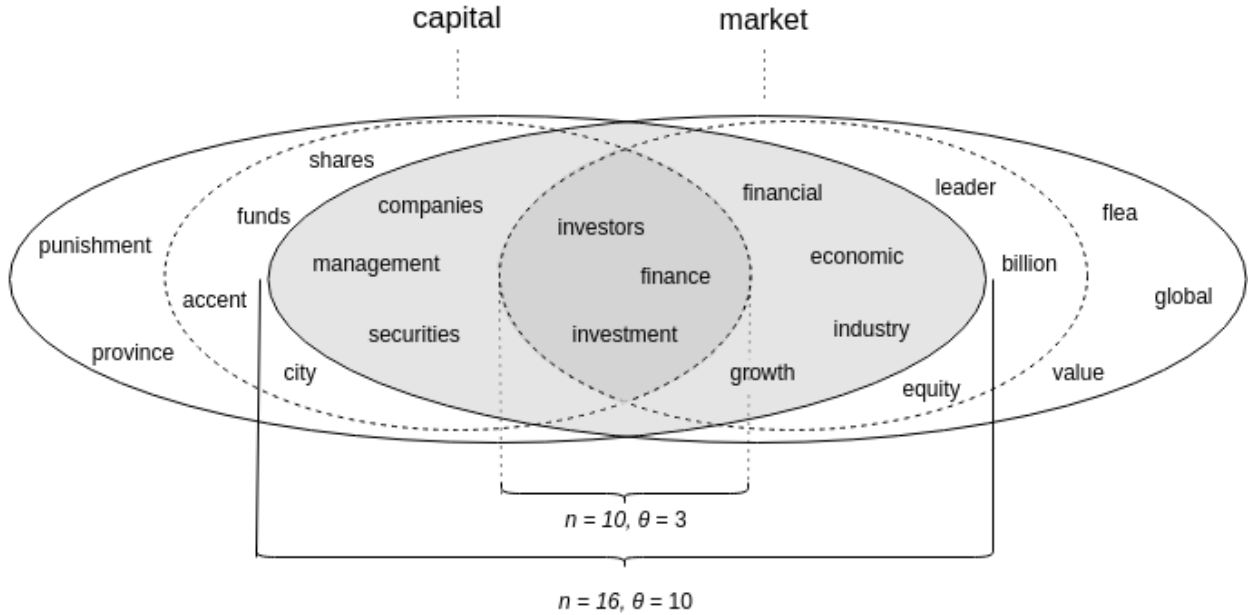 capital
market
shares
companies
financial
leader
flea
funds
investors
punishment
management
finance
economic
billion
accent
global
securities
investment
industry
province
city
growth
equity
value
n = 10, θ = 3
n = 16, θ = 10